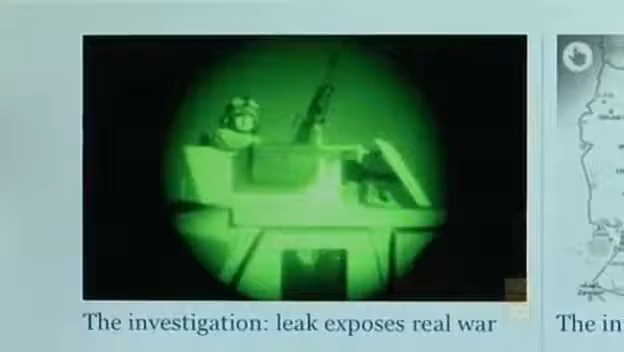 The investigation: leak exposes real war
The in